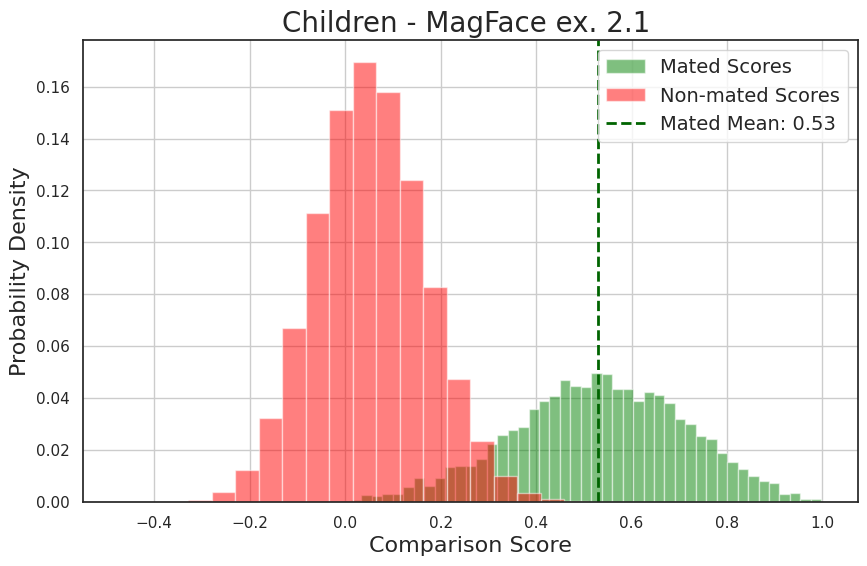 Children - MagFace ex. 2.1
Mated Scores
Non-mated Scores
Mated Mean: 0.53
Probability Density
0.16
0.14
0.12
0.10
0.08
0.06
0.04
0.02
0.00
−0.4 −0.2 0.0 0.2 0.4 0.6 0.8 1.0
Comparison Score